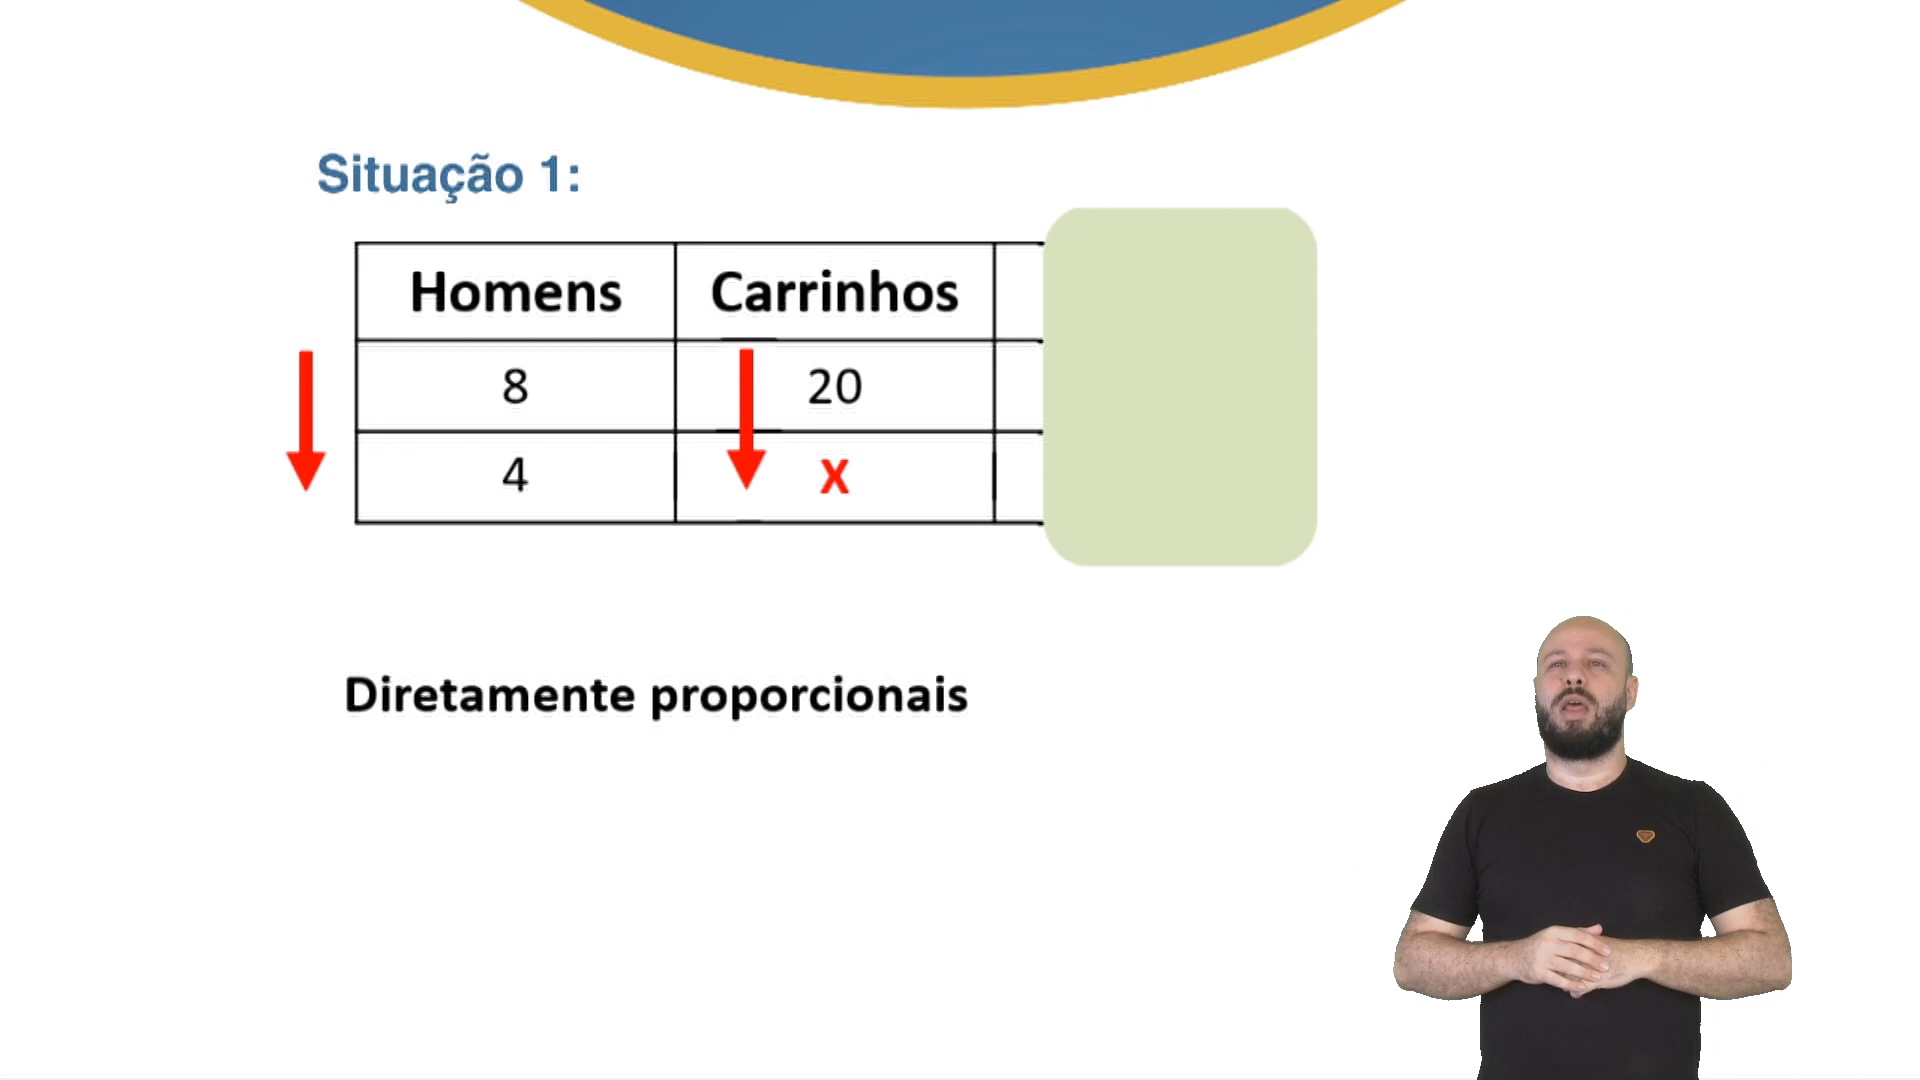 Situação 1:
Homens Carrinhos
8 20
4 X
Diretamente proporcionais